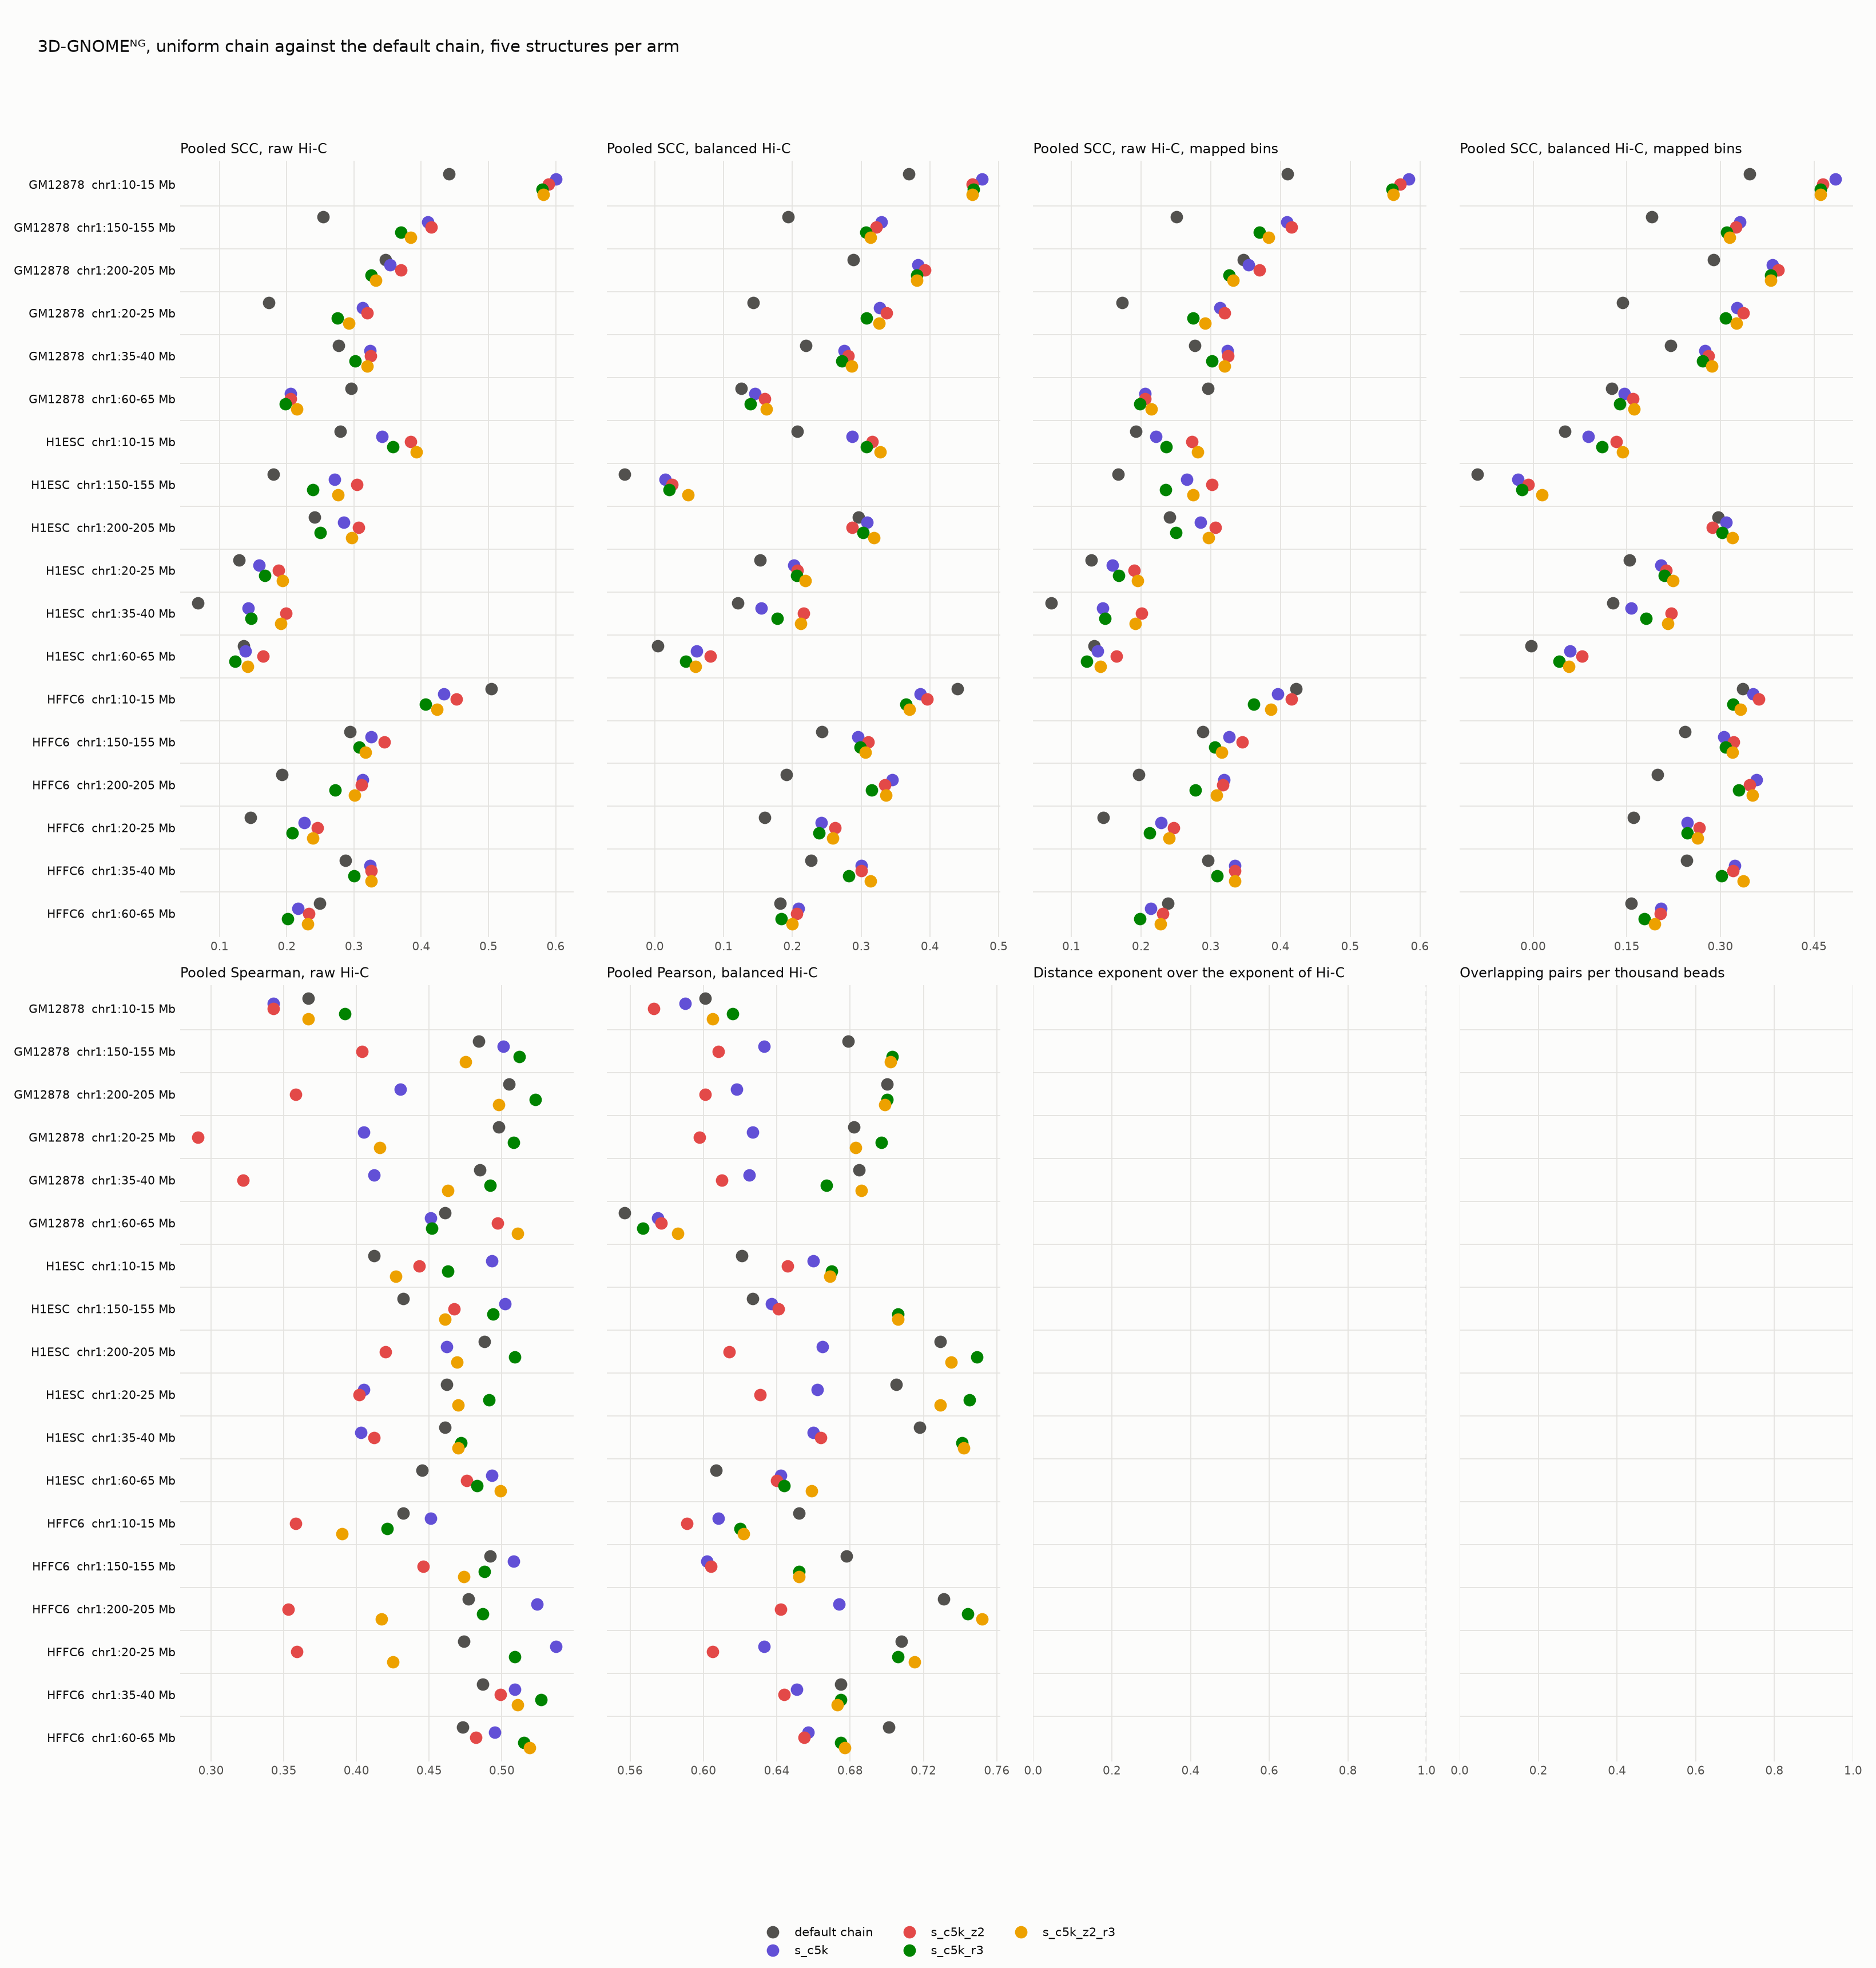 3D-GNOMEᴺᴳ, uniform chain against the default chain, five structures per arm
Pooled SCC, raw Hi-C
Pooled SCC, balanced Hi-C
Pooled SCC, raw Hi-C, mapped bins
Pooled SCC, balanced Hi-C, mapped bins
GM12878 chr1:10-15 Mb
GM12878 chr1:150-155 Mb
GM12878 chr1:200-205 Mb
GM12878 chr1:20-25 Mb
GM12878 chr1:35-40 Mb
GM12878 chr1:60-65 Mb
H1ESC chr1:10-15 Mb
H1ESC chr1:150-155 Mb
H1ESC chr1:200-205 Mb
H1ESC chr1:20-25 Mb
H1ESC chr1:35-40 Mb
H1ESC chr1:60-65 Mb
HFFC6 chr1:10-15 Mb
HFFC6 chr1:150-155 Mb
HFFC6 chr1:200-205 Mb
HFFC6 chr1:20-25 Mb
HFFC6 chr1:35-40 Mb
HFFC6 chr1:60-65 Mb
0.1 0.2 0.3 0.4 0.5 0.6
0.0 0.1 0.2 0.3 0.4 0.5
0.1 0.2 0.3 0.4 0.5 0.6
0.00 0.15 0.30 0.45
Pooled Spearman, raw Hi-C
Pooled Pearson, balanced Hi-C
Distance exponent over the exponent of Hi-C
Overlapping pairs per thousand beads
GM12878 chr1:10-15 Mb
GM12878 chr1:150-155 Mb
GM12878 chr1:200-205 Mb
GM12878 chr1:20-25 Mb
GM12878 chr1:35-40 Mb
GM12878 chr1:60-65 Mb
H1ESC chr1:10-15 Mb
H1ESC chr1:150-155 Mb
H1ESC chr1:200-205 Mb
H1ESC chr1:20-25 Mb
H1ESC chr1:35-40 Mb
H1ESC chr1:60-65 Mb
HFFC6 chr1:10-15 Mb
HFFC6 chr1:150-155 Mb
HFFC6 chr1:200-205 Mb
HFFC6 chr1:20-25 Mb
HFFC6 chr1:35-40 Mb
HFFC6 chr1:60-65 Mb
0.30 0.35 0.40 0.45 0.50
0.56 0.60 0.64 0.68 0.72 0.76
0.0 0.2 0.4 0.6 0.8 1.0
0.0 0.2 0.4 0.6 0.8 1.0
default chain
s_c5k
s_c5k_z2
s_c5k_r3
s_c5k_z2_r3